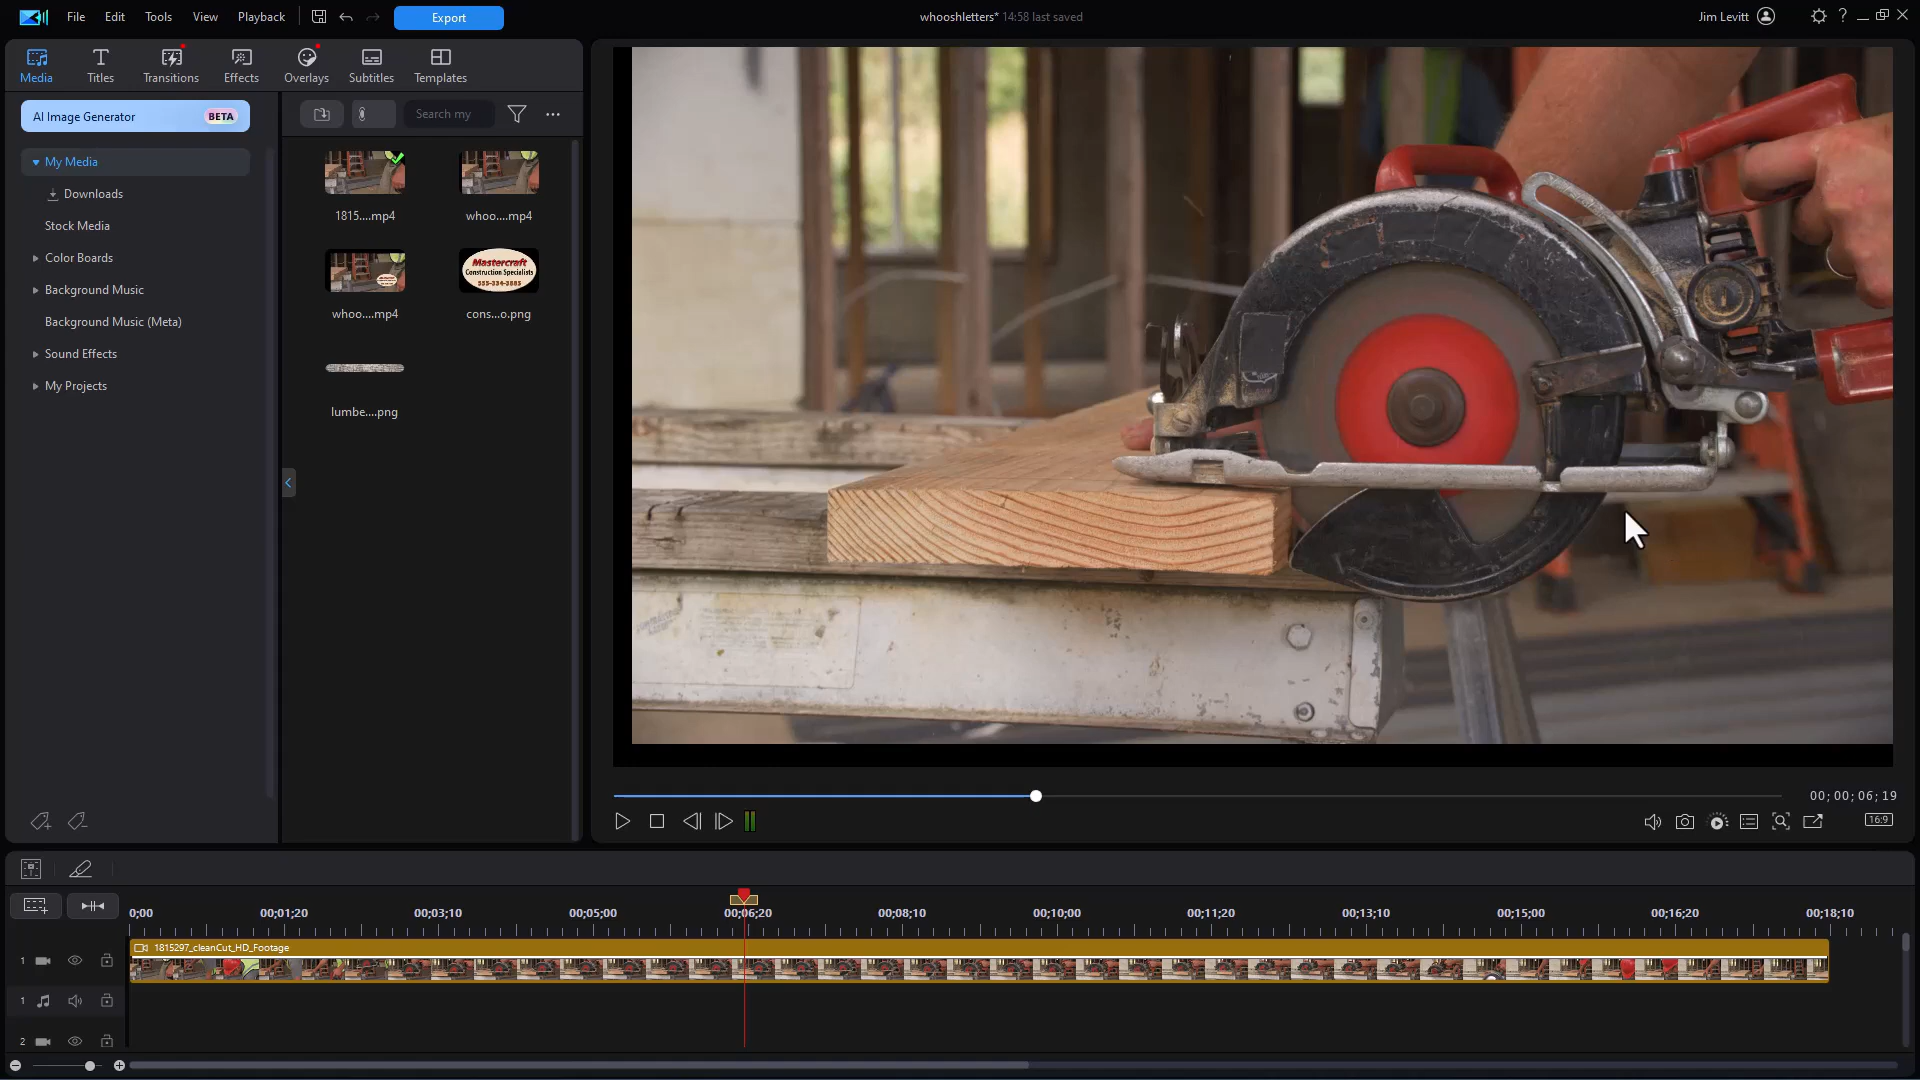 File Edit Tools View Playback Export whooshletters* 14:58 last saved Jim Levitt ?
Media Titles Transitions Effects Overlays Subtitles Templates
AI Image Generator BETA
Search my
My Media
Downloads
Stock Media
Color Boards
Background Music
Background Music (Meta)
Sound Effects
My Projects
1815....mp4 whoo....mp4
Mastercraft
Construction Specialists
555-334-3885
whoo....mp4 cons...o.png
lumbe....png
00; 00; 06; 19
16:9
0;00 00;01;20 00;03;10 00;05;00 00;06;20 00;08;10 00;10;00 00;11;20 00;13;10 00;15;00 00;16;20 00;18;10
1815297_cleanCut_HD_Footage
1
1
2